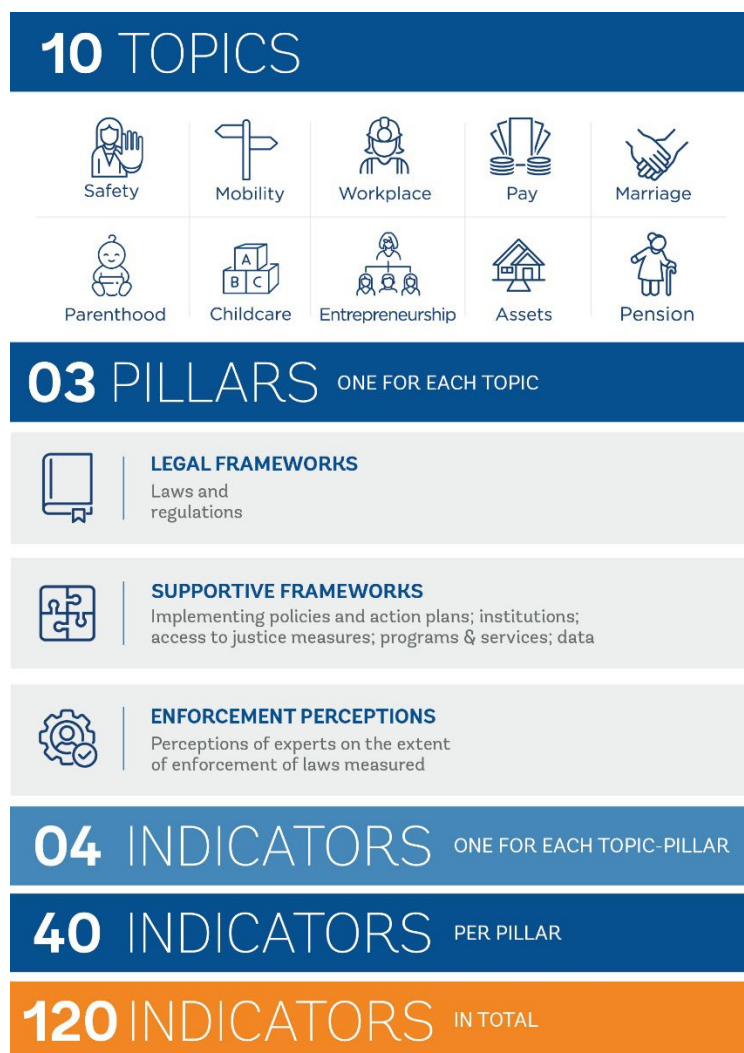 10 TOPICS
Safety
Mobility
Workplace
Pay
Marriage
A
B C
Parenthood
Childcare
Entrepreneurship
Assets
Pension
03 PILLARS ONE FOR EACH TOPIC
LEGAL FRAMEWORKS
Laws and
regulations
SUPPORTIVE FRAMEWORKS
Implementing policies and action plans; institutions;
access to justice measures; programs & services; data
ENFORCEMENT PERCEPTIONS
Perceptions of experts on the extent
of enforcement of laws measured
04 INDICATORS ONE FOR EACH TOPIC-PILLAR
40 INDICATORS PER PILLAR
120 INDICATORS IN TOTAL